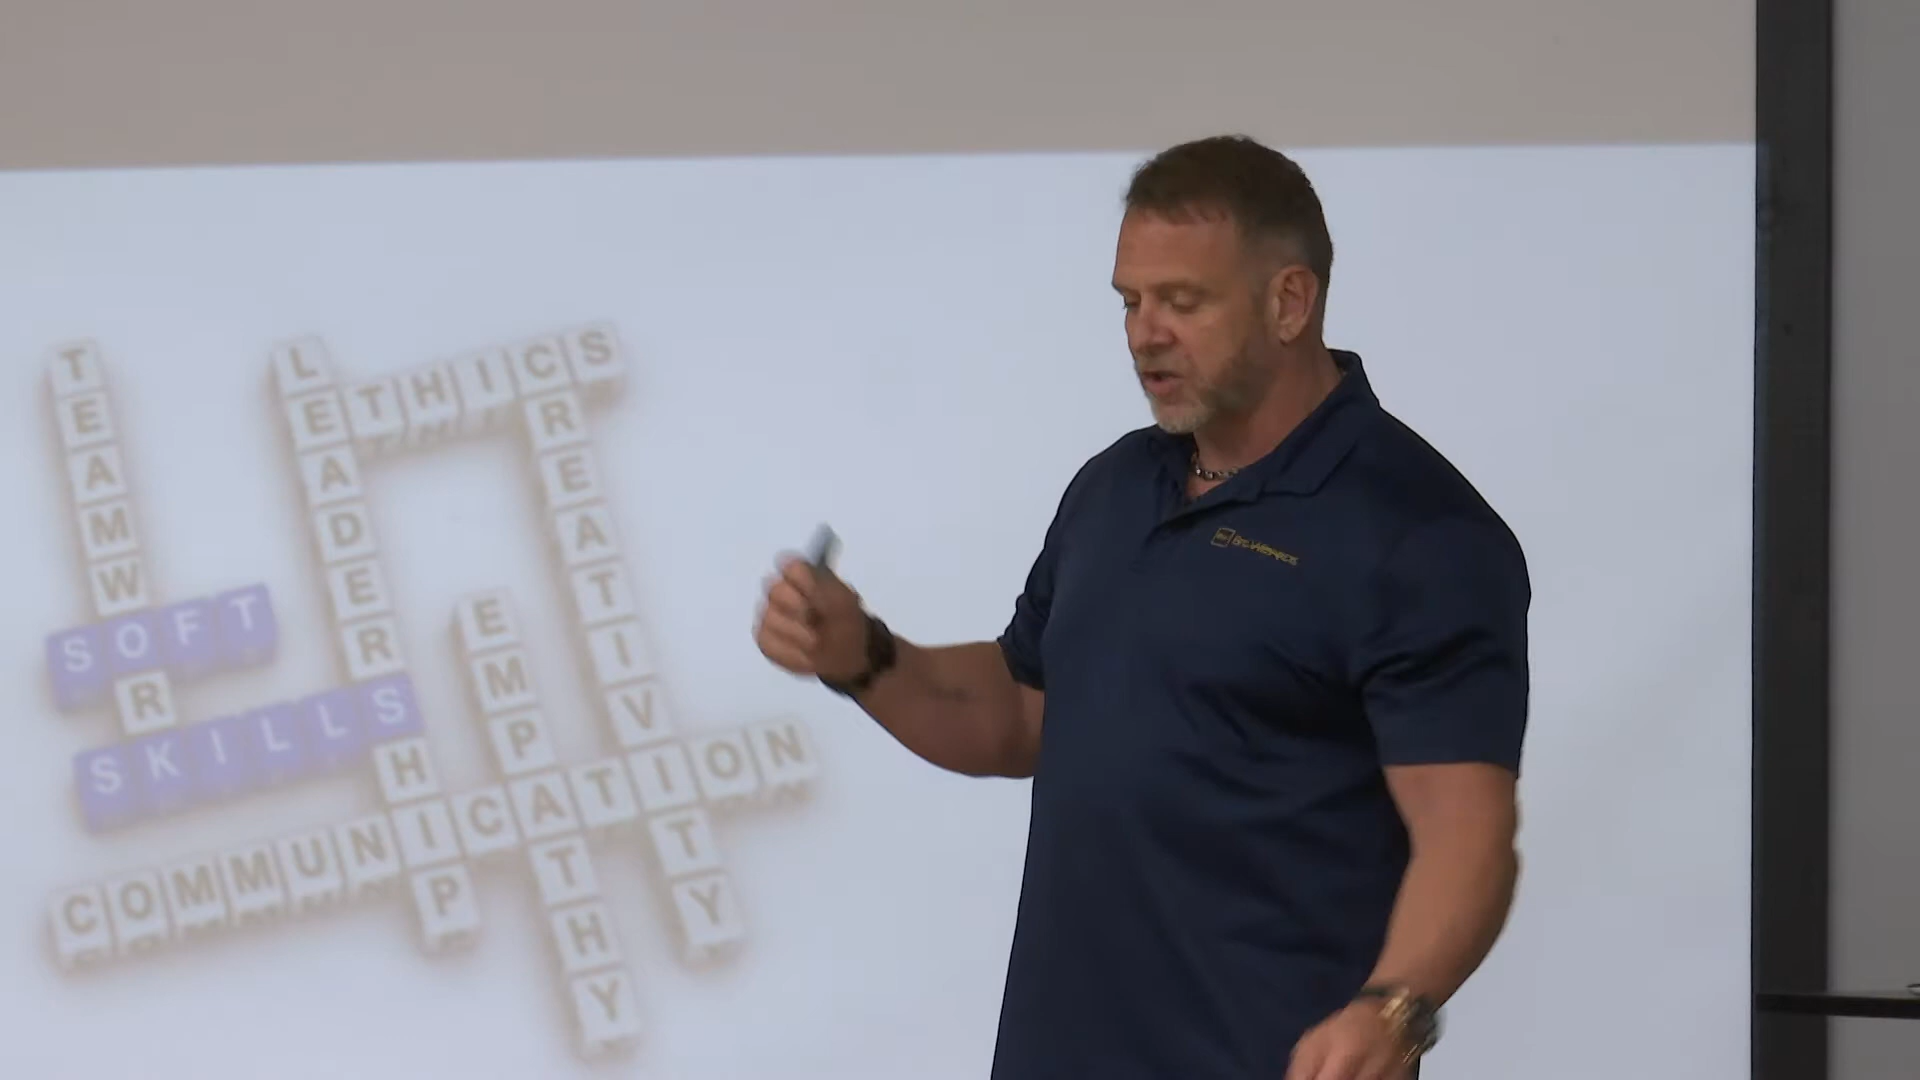 TEAMWORK
LEADERSHIP
ETHICS
CREATIVITY
SOFT
EMPATHY
SKILLS
COMMUNICATION